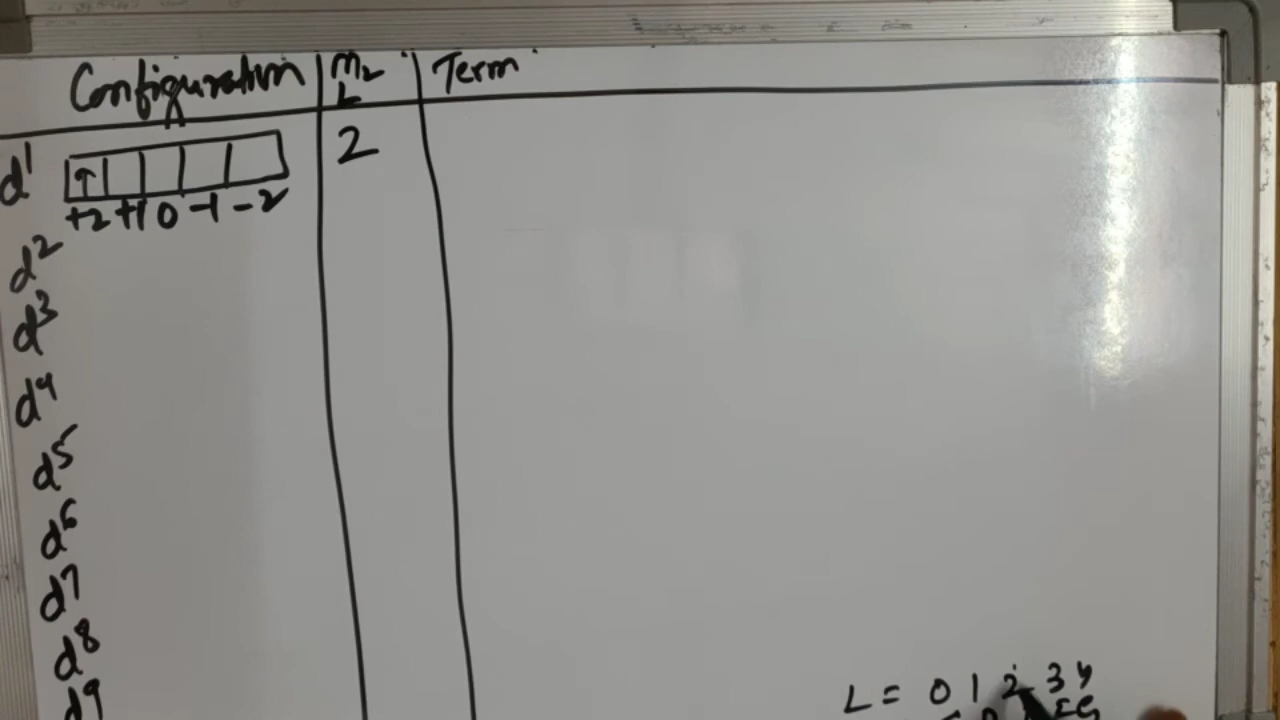 Configuration M_L Term
L
d¹ ↑ 2
+2 +1 0 -1 -2
d²
d³
d⁴
d⁵
d⁶
d⁷
d⁸
d⁹
L = 0 1 2 3 4
G